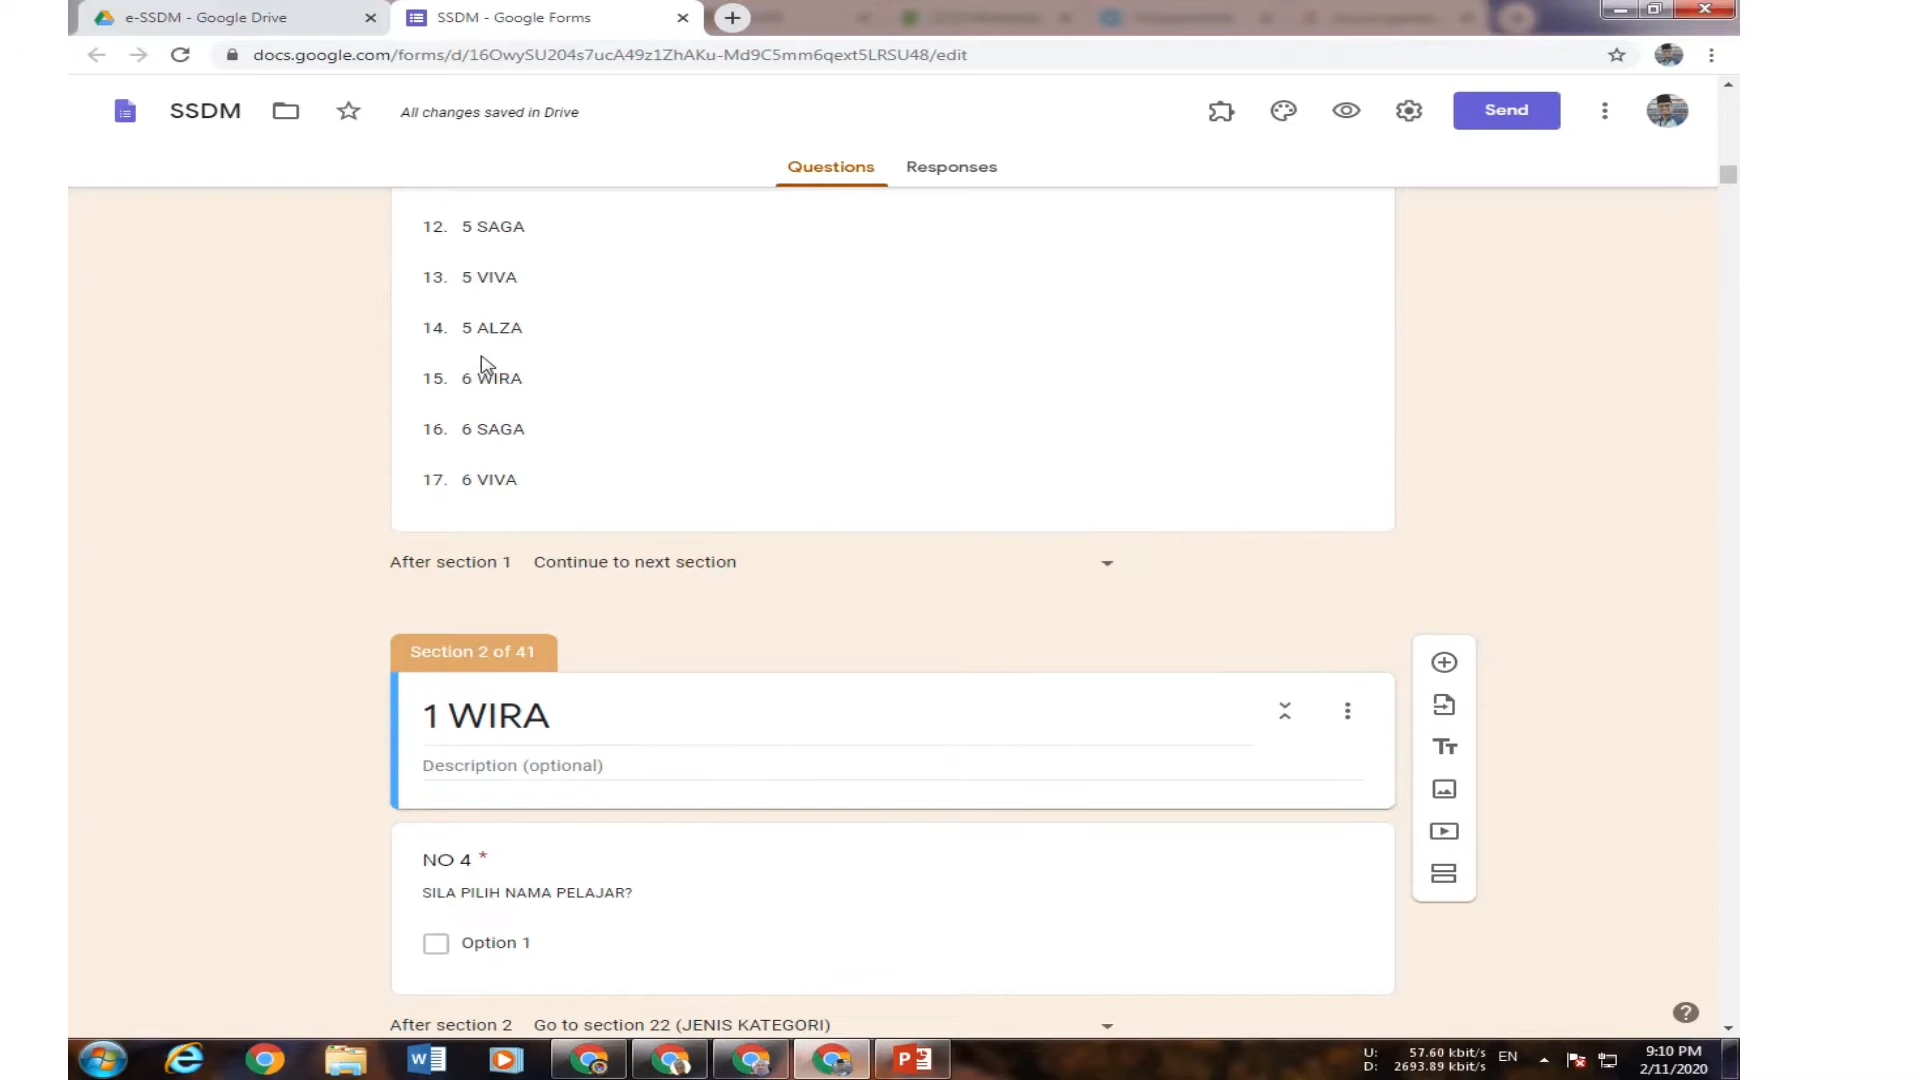 e-SSDM - Google Drive
SSDM - Google Forms
docs.google.com/forms/d/16OwySU204s7ucA49z1ZhAKu-Md9C5mm6qext5LRSU48/edit
SSDM
All changes saved in Drive
Send
Questions
Responses
12. 5 SAGA
13. 5 VIVA
14. 5 ALZA
15. 6 WIRA
16. 6 SAGA
17. 6 VIVA
After section 1 Continue to next section
Section 2 of 41
1 WIRA
Description (optional)
NO 4 *
SILA PILIH NAMA PELAJAR?
Option 1
After section 2 Go to section 22 (JENIS KATEGORI)
U: 57.60 kbit/s
D: 2693.89 kbit/s
EN
9:10 PM
2/11/2020